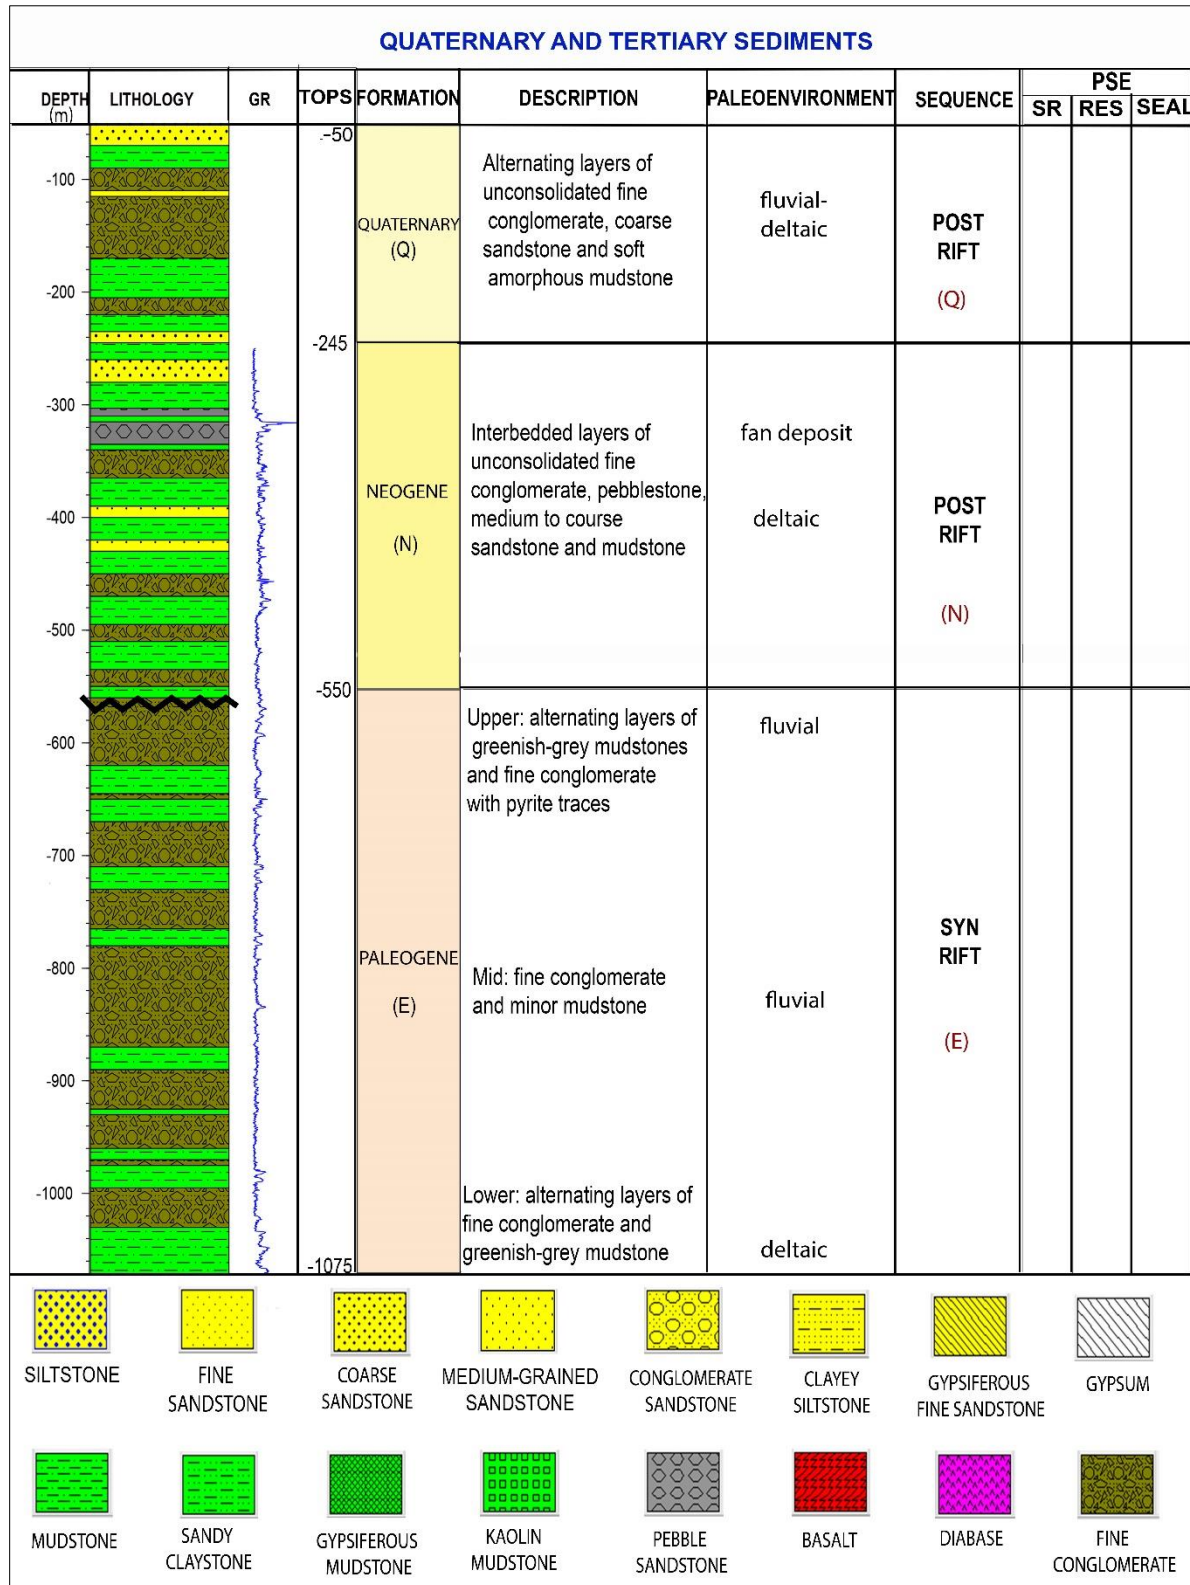 QUATERNARY AND TERTIARY SEDIMENTS
DEPTH
(m)
LITHOLOGY
GR
TOPS
FORMATION
DESCRIPTION
PALEOENVIRONMENT
SEQUENCE
PSE
SR
RES
SEAL
-100
-200
-300
-400
-500
-600
-700
-800
-900
-1000
-50
-245
-550
-1075
QUATERNARY
(Q)
Alternating layers of
unconsolidated fine
conglomerate, coarse
sandstone and soft
amorphous mudstone
fluvial-
deltaic
POST
RIFT
(Q)
NEOGENE
(N)
Interbedded layers of
unconsolidated fine
conglomerate, pebblestone,
medium to course
sandstone and mudstone
fan deposit
deltaic
POST
RIFT
(N)
PALEOGENE
(E)
Upper: alternating layers of
greenish-grey mudstones
and fine conglomerate
with pyrite traces
fluvial
Mid: fine conglomerate
and minor mudstone
fluvial
SYN
RIFT
(E)
Lower: alternating layers of
fine conglomerate and
greenish-grey mudstone
deltaic
SILTSTONE
FINE
SANDSTONE
COARSE
SANDSTONE
MEDIUM-GRAINED
SANDSTONE
CONGLOMERATE
SANDSTONE
CLAYEY
SILTSTONE
GYPSIFEROUS
FINE SANDSTONE
GYPSUM
MUDSTONE
SANDY
CLAYSTONE
GYPSIFEROUS
MUDSTONE
KAOLIN
MUDSTONE
PEBBLE
SANDSTONE
BASALT
DIABASE
FINE
CONGLOMERATE